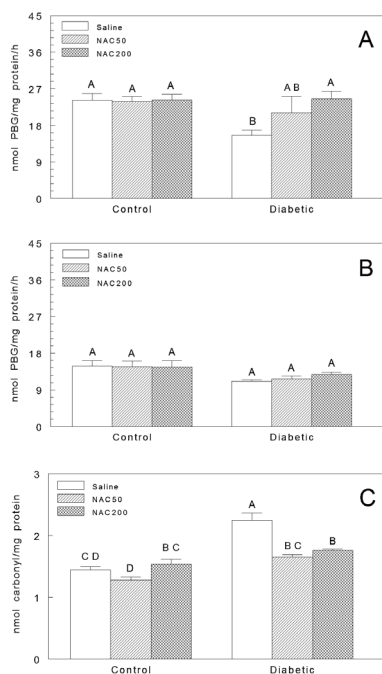 45
36
27
18
9
0
nmol PBG/mg protein/h
Saline
NAC50
NAC200
A
A A A
B
A B
A
Control Diabetic
45
36
27
18
9
0
nmol PBG/mg protein/h
Saline
NAC50
NAC200
B
A A A
A A A
Control Diabetic
3
2
1
0
nmol carbonyl/mg protein
Saline
NAC50
NAC200
C
C D
D
B C
A
B C
B
Control Diabetic